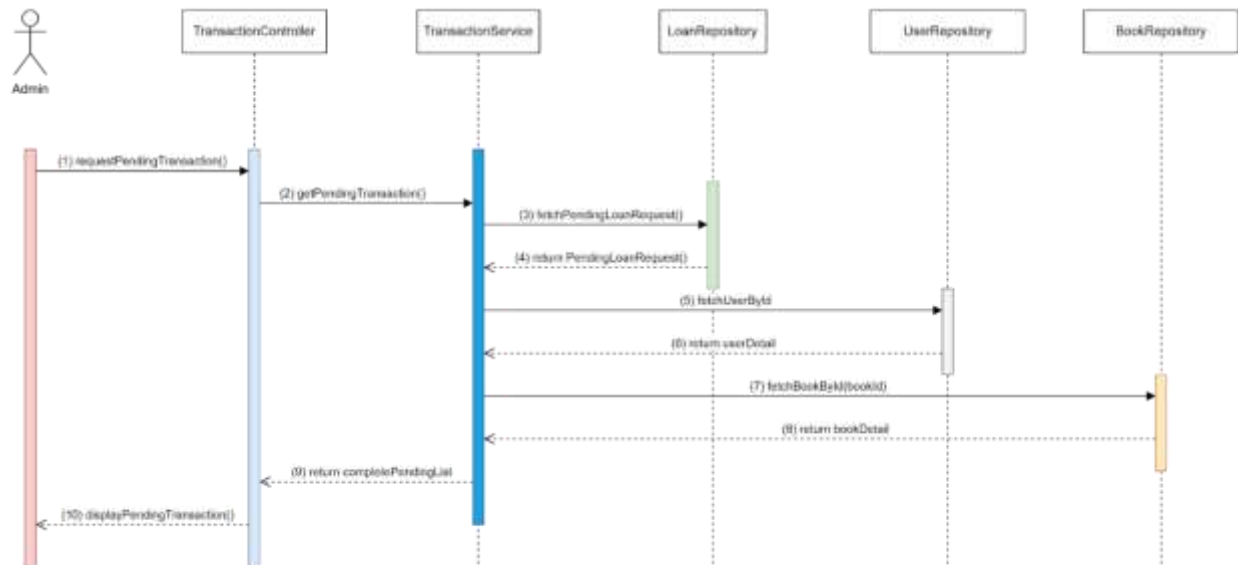 TransactionController
TransactionService
LoanRepository
UserRepository
BookRepository
Admin
(1) requestPendingTransaction()
(2) getPendingTransaction()
(3) fetchPendingLoanRequest()
(4) return PendingLoanRequest()
(5) fetchUserById
(6) return userDetail
(7) fetchBookById(bookId)
(8) return bookDetail
(9) return completePendingList
(10) displayPendingTransaction()